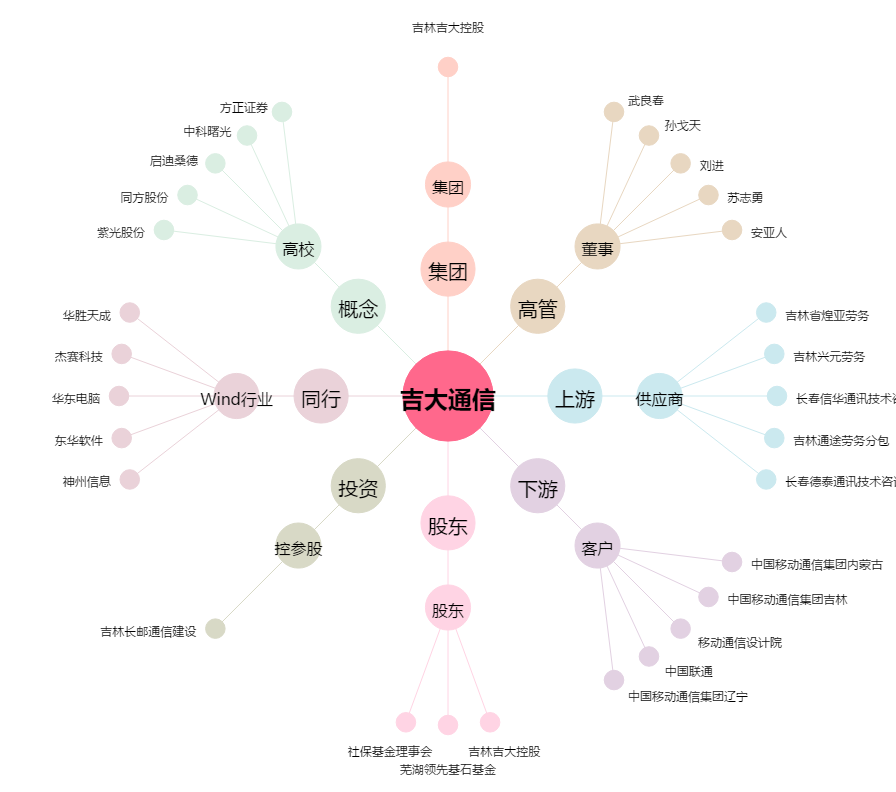 吉林吉大控股
集团
集团
方正证券
中科曙光
启迪桑德
同方股份
紫光股份
高校
概念
武良春
孙戈天
刘进
苏志勇
安亚人
董事
高管
华胜天成
杰赛科技
华东电脑
东华软件
神州信息
Wind行业
同行
吉大通信
上游
供应商
吉林省煌亚劳务
吉林兴元劳务
长春信华通讯技术
吉林通途劳务分包
长春德泰通讯技术咨
投资
控参股
吉林长邮通信建设
股东
股东
社保基金理事会
芜湖领先基石基金
吉林吉大控股
下游
客户
中国移动通信集团内蒙古
中国移动通信集团吉林
移动通信设计院
中国联通
中国移动通信集团辽宁